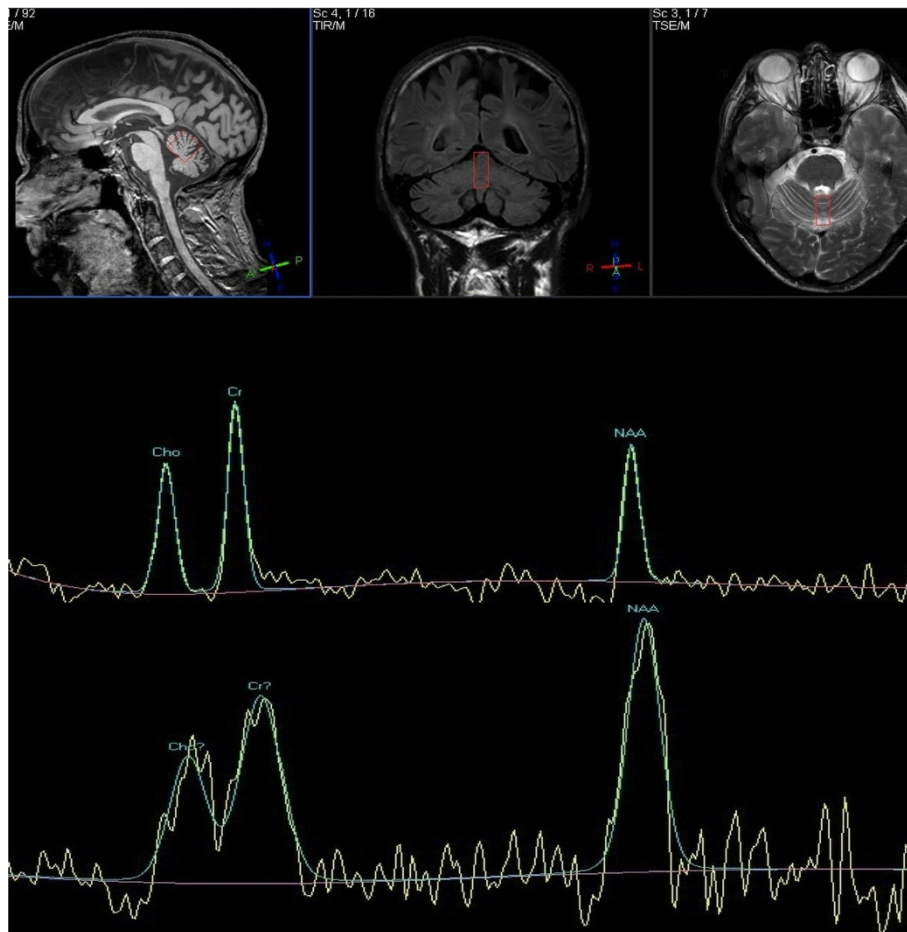 / 92
E/M
Sc 4, 1 / 16
TIR/M
Sc 3, 1 / 7
TSE/M
H
P
A
F
H
R
L
A
F
Cr
Cho
NAA
NAA
Cr?
Cho?